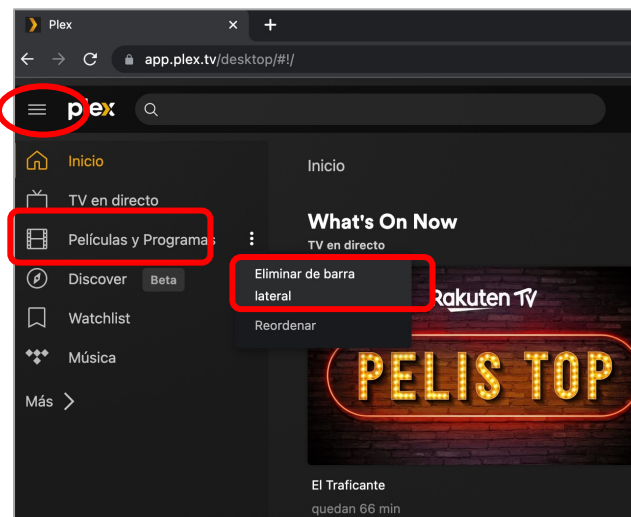 Plex
app.plex.tv/desktop/#!/
plex
Inicio
TV en directo
Películas y Programas
Discover Beta
Watchlist
Música
Más
Eliminar de barra
lateral
Reordenar
Inicio
What's On Now
TV en directo
Rakuten TV
PELIS TOP
El Traficante
quedan 66 min